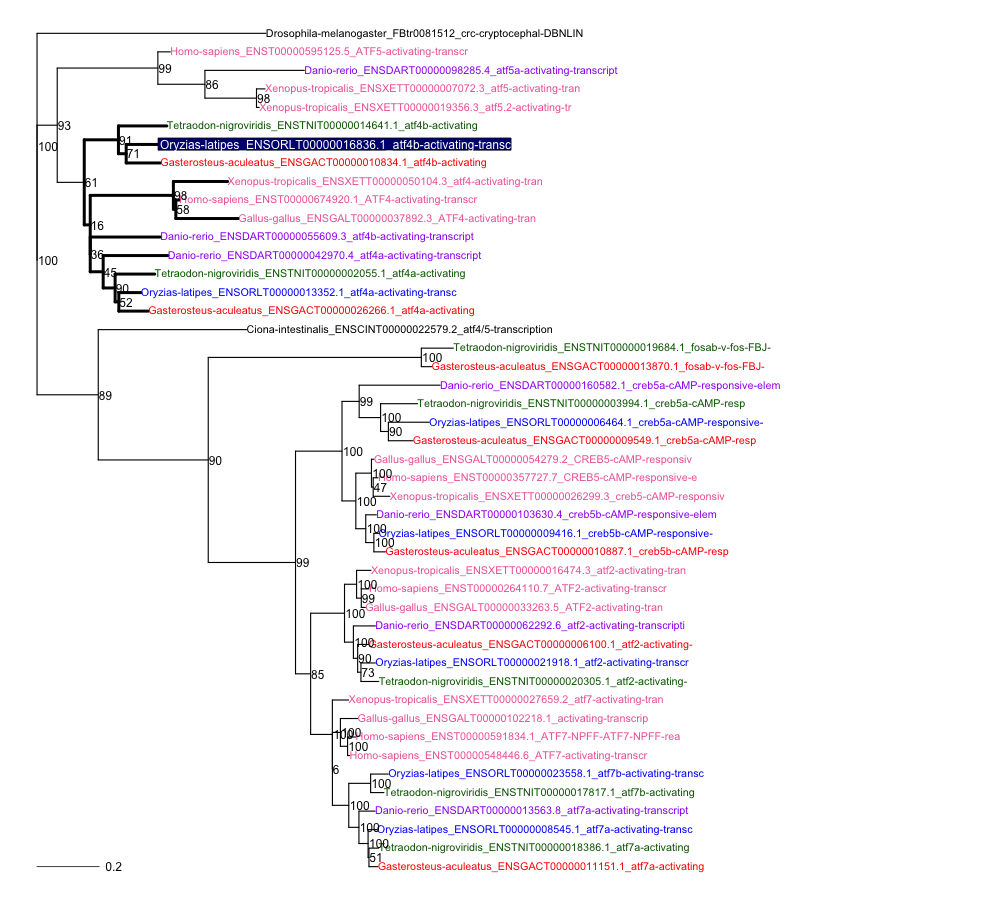 Drosophila-melanogaster_FBtr0081512_crc-cryptocephal-DBNLIN
Homo-sapiens_ENST00000595125.5_ATF5-activating-transcr
99
Danio-rerio_ENSDART00000098285.4_atf5a-activating-transcript
86
Xenopus-tropicalis_ENSXETT00000007072.3_atf5-activating-tran
98
Xenopus-tropicalis_ENSXETT00000019356.3_atf5.2-activating-tr
93
Tetraodon-nigroviridis_ENSTNIT00000014641.1_atf4b-activating
91
100
Oryzias-latipes_ENSORLT00000016836.1_atf4b-activating-transc
71
Gasterosteus-aculeatus_ENSGACT00000010834.1_atf4b-activating
61
Xenopus-tropicalis_ENSXETT00000050104.3_atf4-activating-tran
98
Homo-sapiens_ENST00000674920.1_ATF4-activating-transcr
58
Gallus-gallus_ENSGALT00000037892.3_ATF4-activating-tran
16
Danio-rerio_ENSDART00000055609.3_atf4b-activating-transcript
36
Danio-rerio_ENSDART00000042970.4_atf4a-activating-transcript
100
45
Tetraodon-nigroviridis_ENSTNIT00000002055.1_atf4a-activating
90
Oryzias-latipes_ENSORLT00000013352.1_atf4a-activating-transc
52
Gasterosteus-aculeatus_ENSGACT00000026266.1_atf4a-activating
Ciona-intestinalis_ENSCINT00000022579.2_atf4/5-transcription
Tetraodon-nigroviridis_ENSTNIT00000019684.1_fosab-v-fos-FBJ-
100
Gasterosteus-aculeatus_ENSGACT00000013870.1_fosab-v-fos-FBJ-
Danio-rerio_ENSDART00000160582.1_creb5a-cAMP-responsive-elem
89
99
Tetraodon-nigroviridis_ENSTNIT00000003994.1_creb5a-cAMP-resp
100
Oryzias-latipes_ENSORLT00000006464.1_creb5a-cAMP-responsive-
90
Gasterosteus-aculeatus_ENSGACT00000009549.1_creb5a-cAMP-resp
100
90
Gallus-gallus_ENSGALT00000054279.2_CREB5-cAMP-responsiv
100
Homo-sapiens_ENST00000357727.7_CREB5-cAMP-responsive-e
47
Xenopus-tropicalis_ENSXETT00000026299.3_creb5-cAMP-responsiv
100
Danio-rerio_ENSDART00000103630.4_creb5b-cAMP-responsive-elem
100
Oryzias-latipes_ENSORLT00000009416.1_creb5b-cAMP-responsive-
100
Gasterosteus-aculeatus_ENSGACT00000010887.1_creb5b-cAMP-resp
99
Xenopus-tropicalis_ENSXETT00000016474.3_atf2-activating-tran
100
Homo-sapiens_ENST00000264110.7_ATF2-activating-transcr
99
Gallus-gallus_ENSGALT00000033263.5_ATF2-activating-tran
100
Danio-rerio_ENSDART00000062292.6_atf2-activating-transcripti
100
Gasterosteus-aculeatus_ENSGACT00000006100.1_atf2-activating-
90
Oryzias-latipes_ENSORLT00000021918.1_atf2-activating-transcr
73
85
Tetraodon-nigroviridis_ENSTNIT00000020305.1_atf2-activating-
Xenopus-tropicalis_ENSXETT00000027659.2_atf7-activating-tran
Gallus-gallus_ENSGALT00000102218.1_activating-transcrip
100
100
Homo-sapiens_ENST00000591834.1_ATF7-NPFF-ATF7-NPFF-rea
100
Homo-sapiens_ENST00000548446.6_ATF7-activating-transcr
6
Oryzias-latipes_ENSORLT00000023558.1_atf7b-activating-transc
100
Tetraodon-nigroviridis_ENSTNIT00000017817.1_atf7b-activating
100
Danio-rerio_ENSDART00000013563.8_atf7a-activating-transcript
100
Oryzias-latipes_ENSORLT00000008545.1_atf7a-activating-transc
100
Tetraodon-nigroviridis_ENSTNIT00000018386.1_atf7a-activating
51
Gasterosteus-aculeatus_ENSGACT00000011151.1_atf7a-activating
0.2